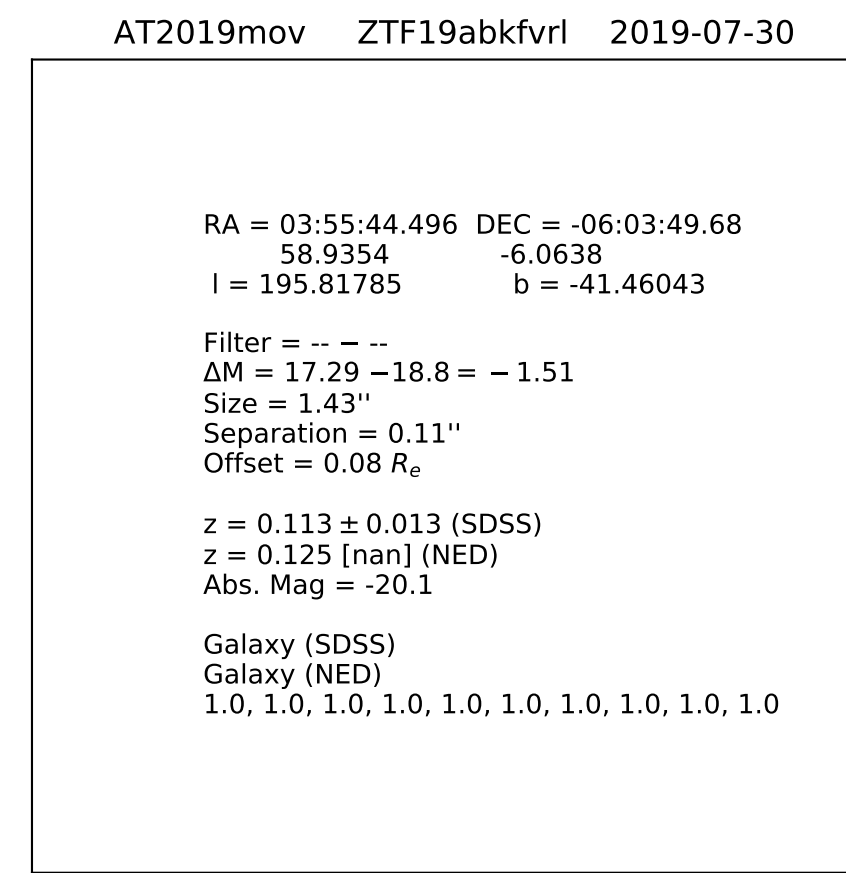 AT2019mov ZTF19abkfvrl 2019-07-30
RA = 03:55:44.496 DEC = -06:03:49.68
58.9354 -6.0638
l = 195.81785 b = -41.46043
Filter = -- − --
ΔM = 17.29 −18.8 = − 1.51
Size = 1.43''
Separation = 0.11''
Offset = 0.08 Rₑ
z = 0.113 ± 0.013 (SDSS)
z = 0.125 [nan] (NED)
Abs. Mag = -20.1
Galaxy (SDSS)
Galaxy (NED)
1.0, 1.0, 1.0, 1.0, 1.0, 1.0, 1.0, 1.0, 1.0, 1.0